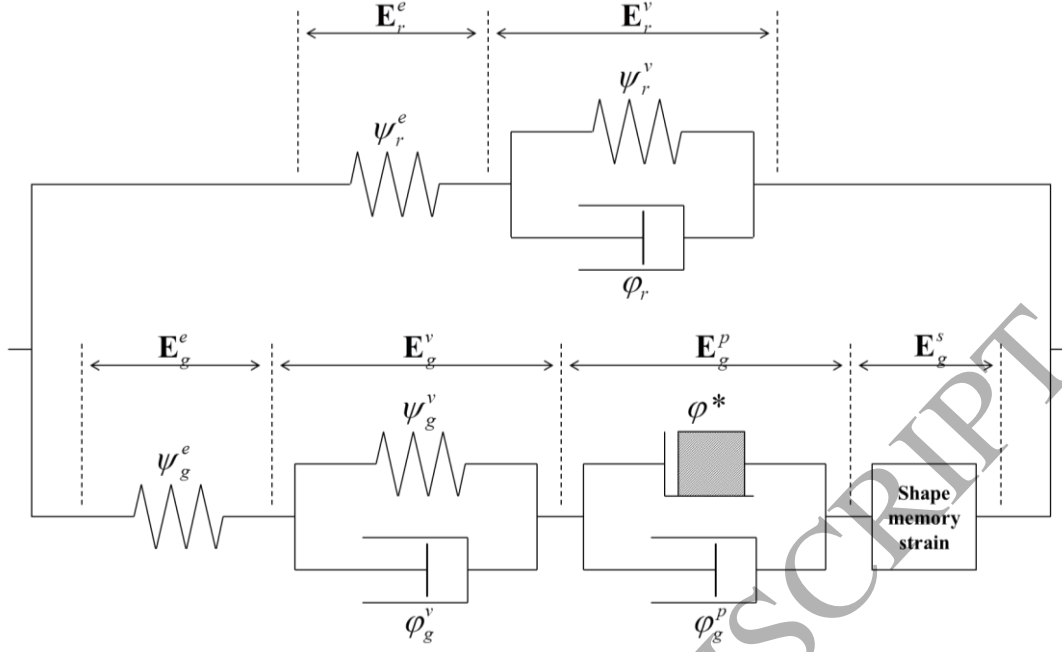 E_r^e E_r^v
ψ_r^v
ψ_r^e
φ_r
E_g^e E_g^v E_g^p E_g^s
φ*
ψ_g^v
ψ_g^e
Shape
memory
strain
φ_g^v φ_g^p
SCRIPT